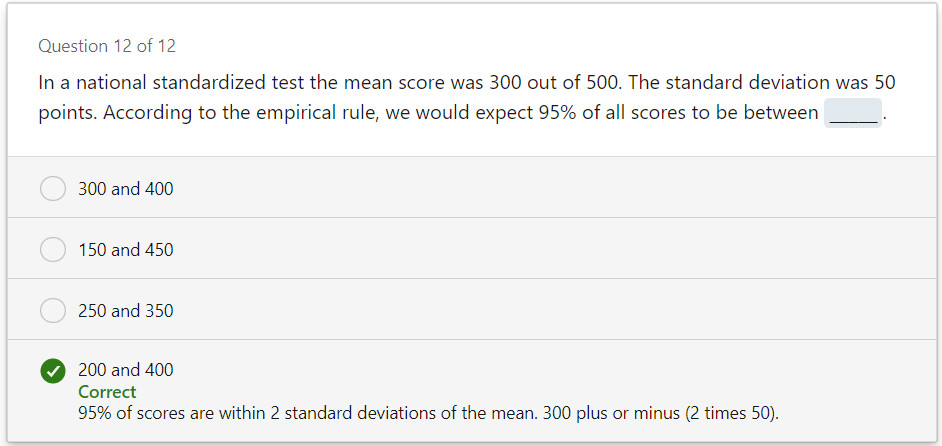 Question 12 of 12
In a national standardized test the mean score was 300 out of 500. The standard deviation was 50
points. According to the empirical rule, we would expect 95% of all scores to be between _____.
300 and 400
150 and 450
250 and 350
200 and 400
Correct
95% of scores are within 2 standard deviations of the mean. 300 plus or minus (2 times 50).